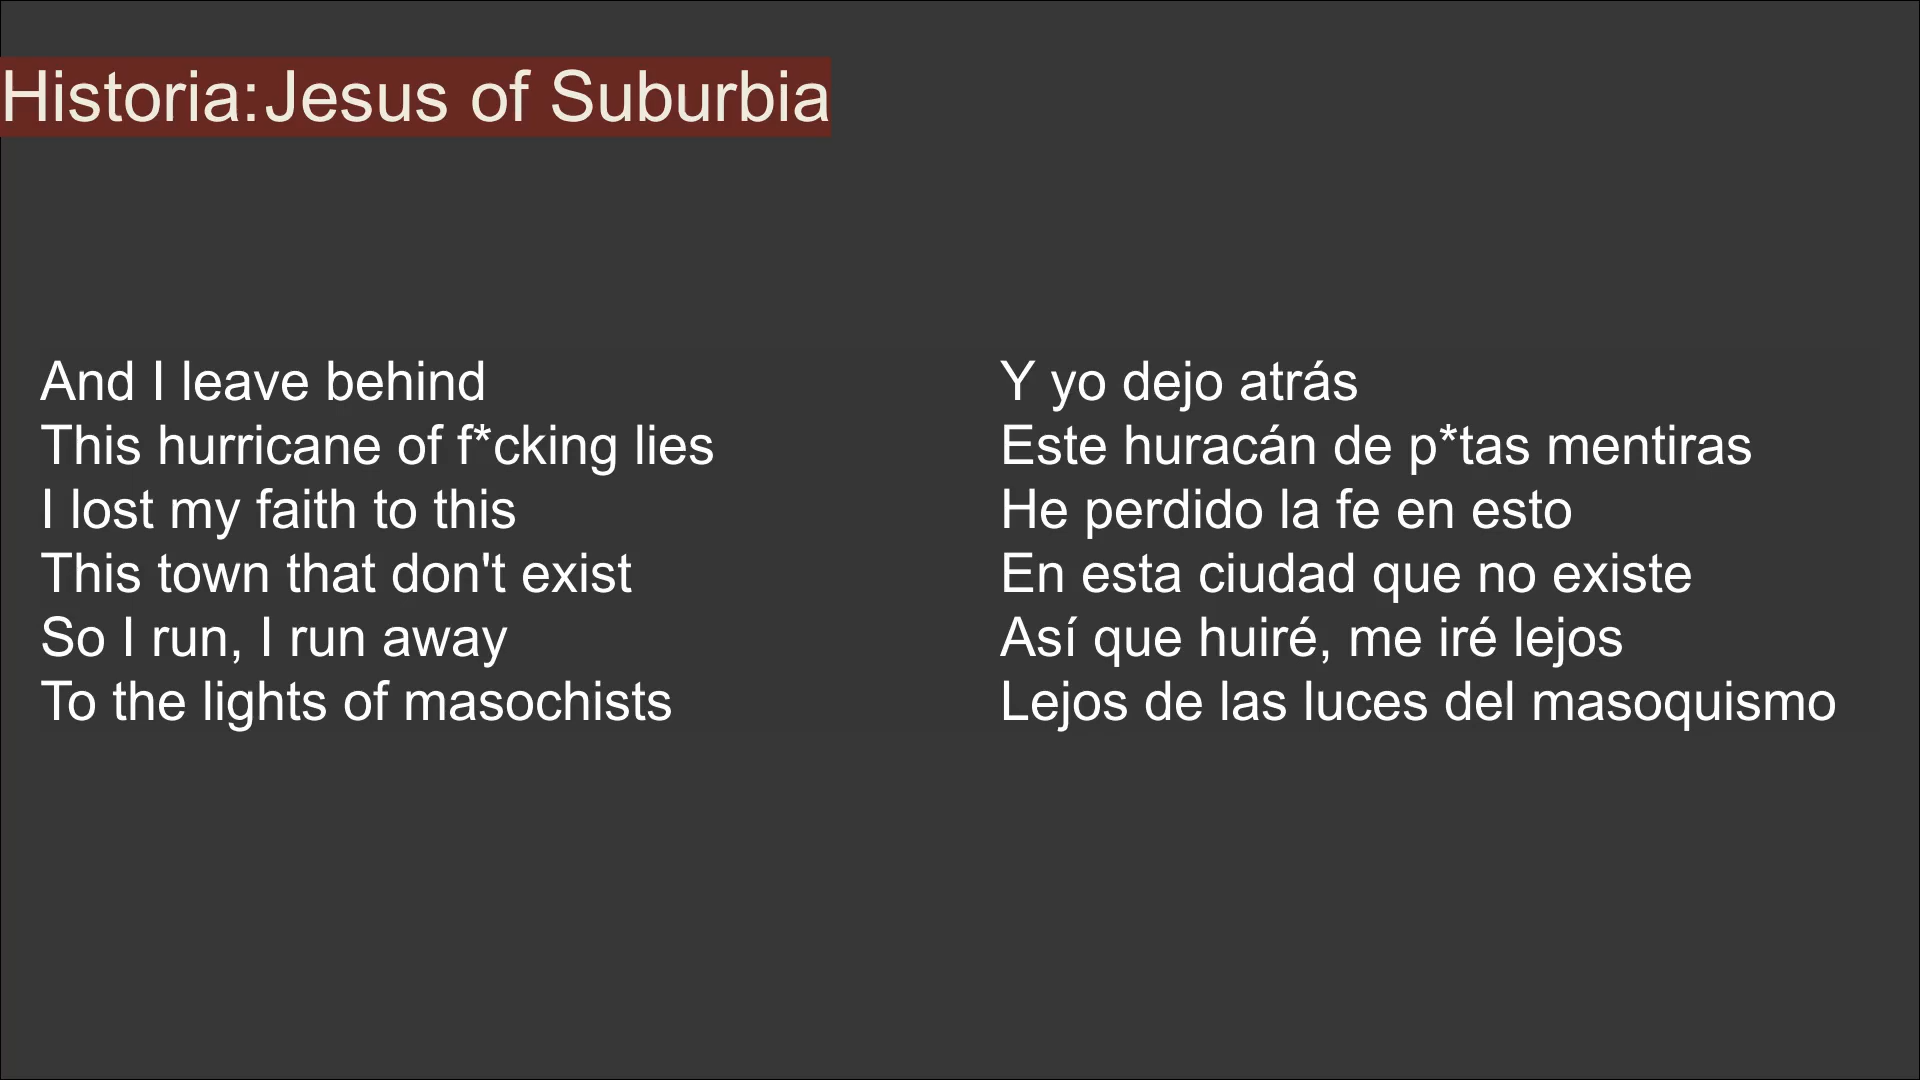 Historia:Jesus of Suburbia
And I leave behind
This hurricane of f*cking lies
I lost my faith to this
This town that don't exist
So I run, I run away
To the lights of masochists
Y yo dejo atrás
Este huracán de p*tas mentiras
He perdido la fe en esto
En esta ciudad que no existe
Así que huiré, me iré lejos
Lejos de las luces del masoquismo